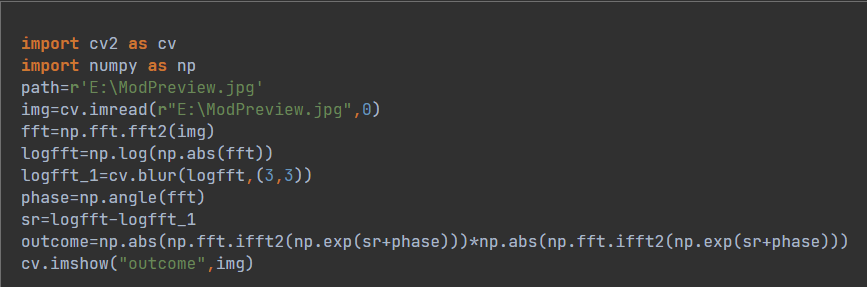 import cv2 as cv
import numpy as np
path=r'E:\ModPreview.jpg'
img=cv.imread(r"E:\ModPreview.jpg",0)
fft=np.fft.fft2(img)
logfft=np.log(np.abs(fft))
logfft_1=cv.blur(logfft,(3,3))
phase=np.angle(fft)
sr=logfft-logfft_1
outcome=np.abs(np.fft.ifft2(np.exp(sr+phase)))*np.abs(np.fft.ifft2(np.exp(sr+phase)))
cv.imshow("outcome",img)